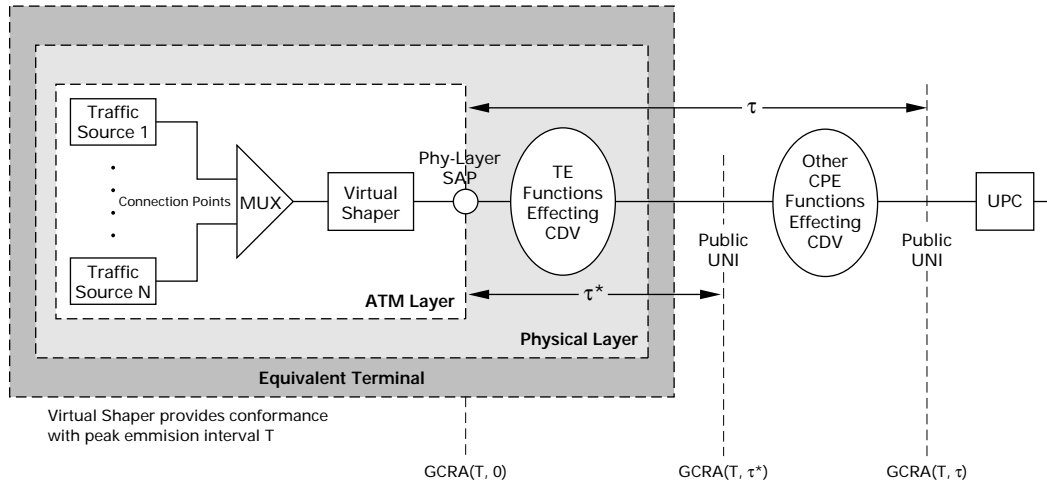 Traffic
Source 1
Connection Points
Traffic
Source N
MUX
Virtual
Shaper
Phy-Layer
SAP
TE
Functions
Effecting
CDV
Other
CPE
Functions
Effecting
CDV
UPC
τ
Public
UNI
Public
UNI
τ*
ATM Layer
Physical Layer
Equivalent Terminal
Virtual Shaper provides conformance
with peak emmision interval T
GCRA(T, 0)
GCRA(T, τ*)
GCRA(T, τ)